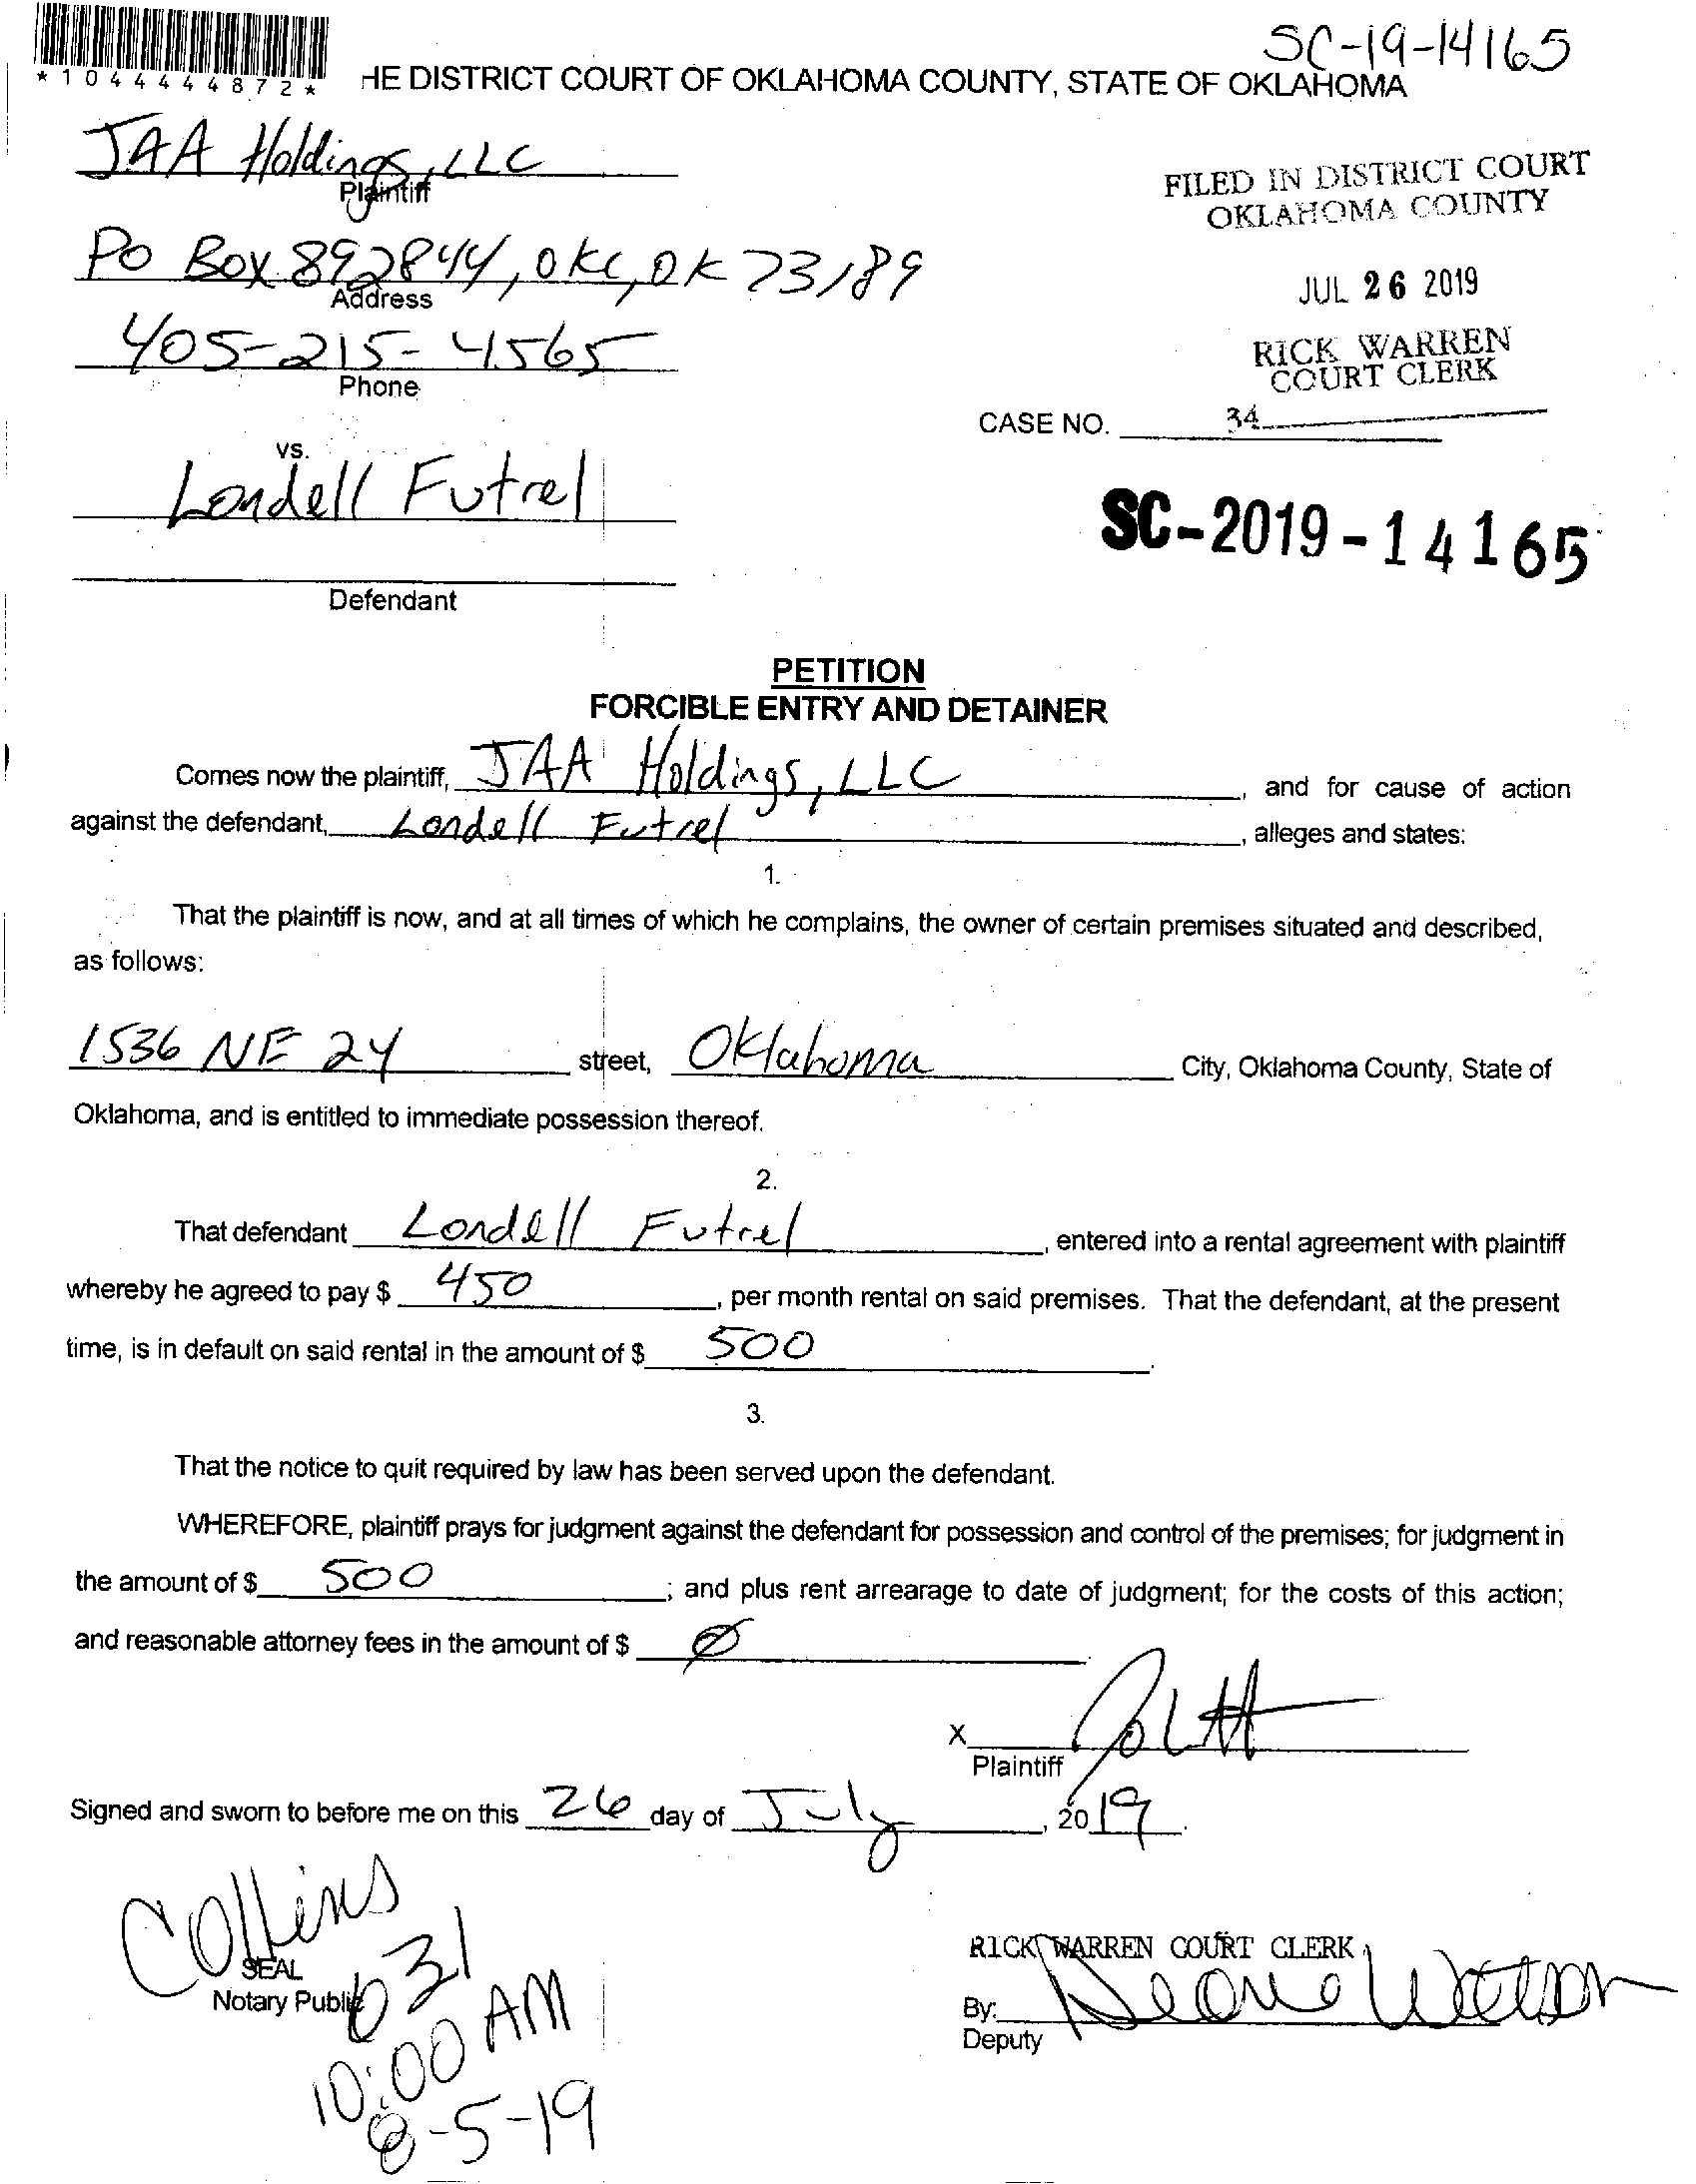 SC-19-14165
*1044444872*
HE DISTRICT COURT OF OKLAHOMA COUNTY, STATE OF OKLAHOMA
JAA Holdings, LLC
Plaintiff
FILED IN DISTRICT COURT
OKLAHOMA COUNTY
PO Box 892844, OKC, OK 73189
Address
JUL 26 2019
405-215-4565
Phone
RICK WARREN
COURT CLERK
CASE NO. 34
vs.
Londell Futrel
SC-2019-14165
Defendant
PETITION
FORCIBLE ENTRY AND DETAINER
Comes now the plaintiff, JAA Holdings, LLC, and for cause of action
against the defendant, Londell Futrel, alleges and states:
1.
That the plaintiff is now, and at all times of which he complains, the owner of certain premises situated and described,
as follows:
1536 NE 24 street, Oklahoma City, Oklahoma County, State of
Oklahoma, and is entitled to immediate possession thereof.
2.
That defendant Londell Futrel, entered into a rental agreement with plaintiff
whereby he agreed to pay $ 450, per month rental on said premises. That the defendant, at the present
time, is in default on said rental in the amount of $ 500.
3.
That the notice to quit required by law has been served upon the defendant.
WHEREFORE, plaintiff prays for judgment against the defendant for possession and control of the premises; for judgment in
the amount of $ 500; and plus rent arrearage to date of judgment; for the costs of this action;
and reasonable attorney fees in the amount of $ Ø
X
Plaintiff
Signed and sworn to before me on this 26 day of July, 2019.
Collins
SEAL
Notary Public
631
10:00 AM
8-5-19
RICK WARREN COURT CLERK
By:
Deputy